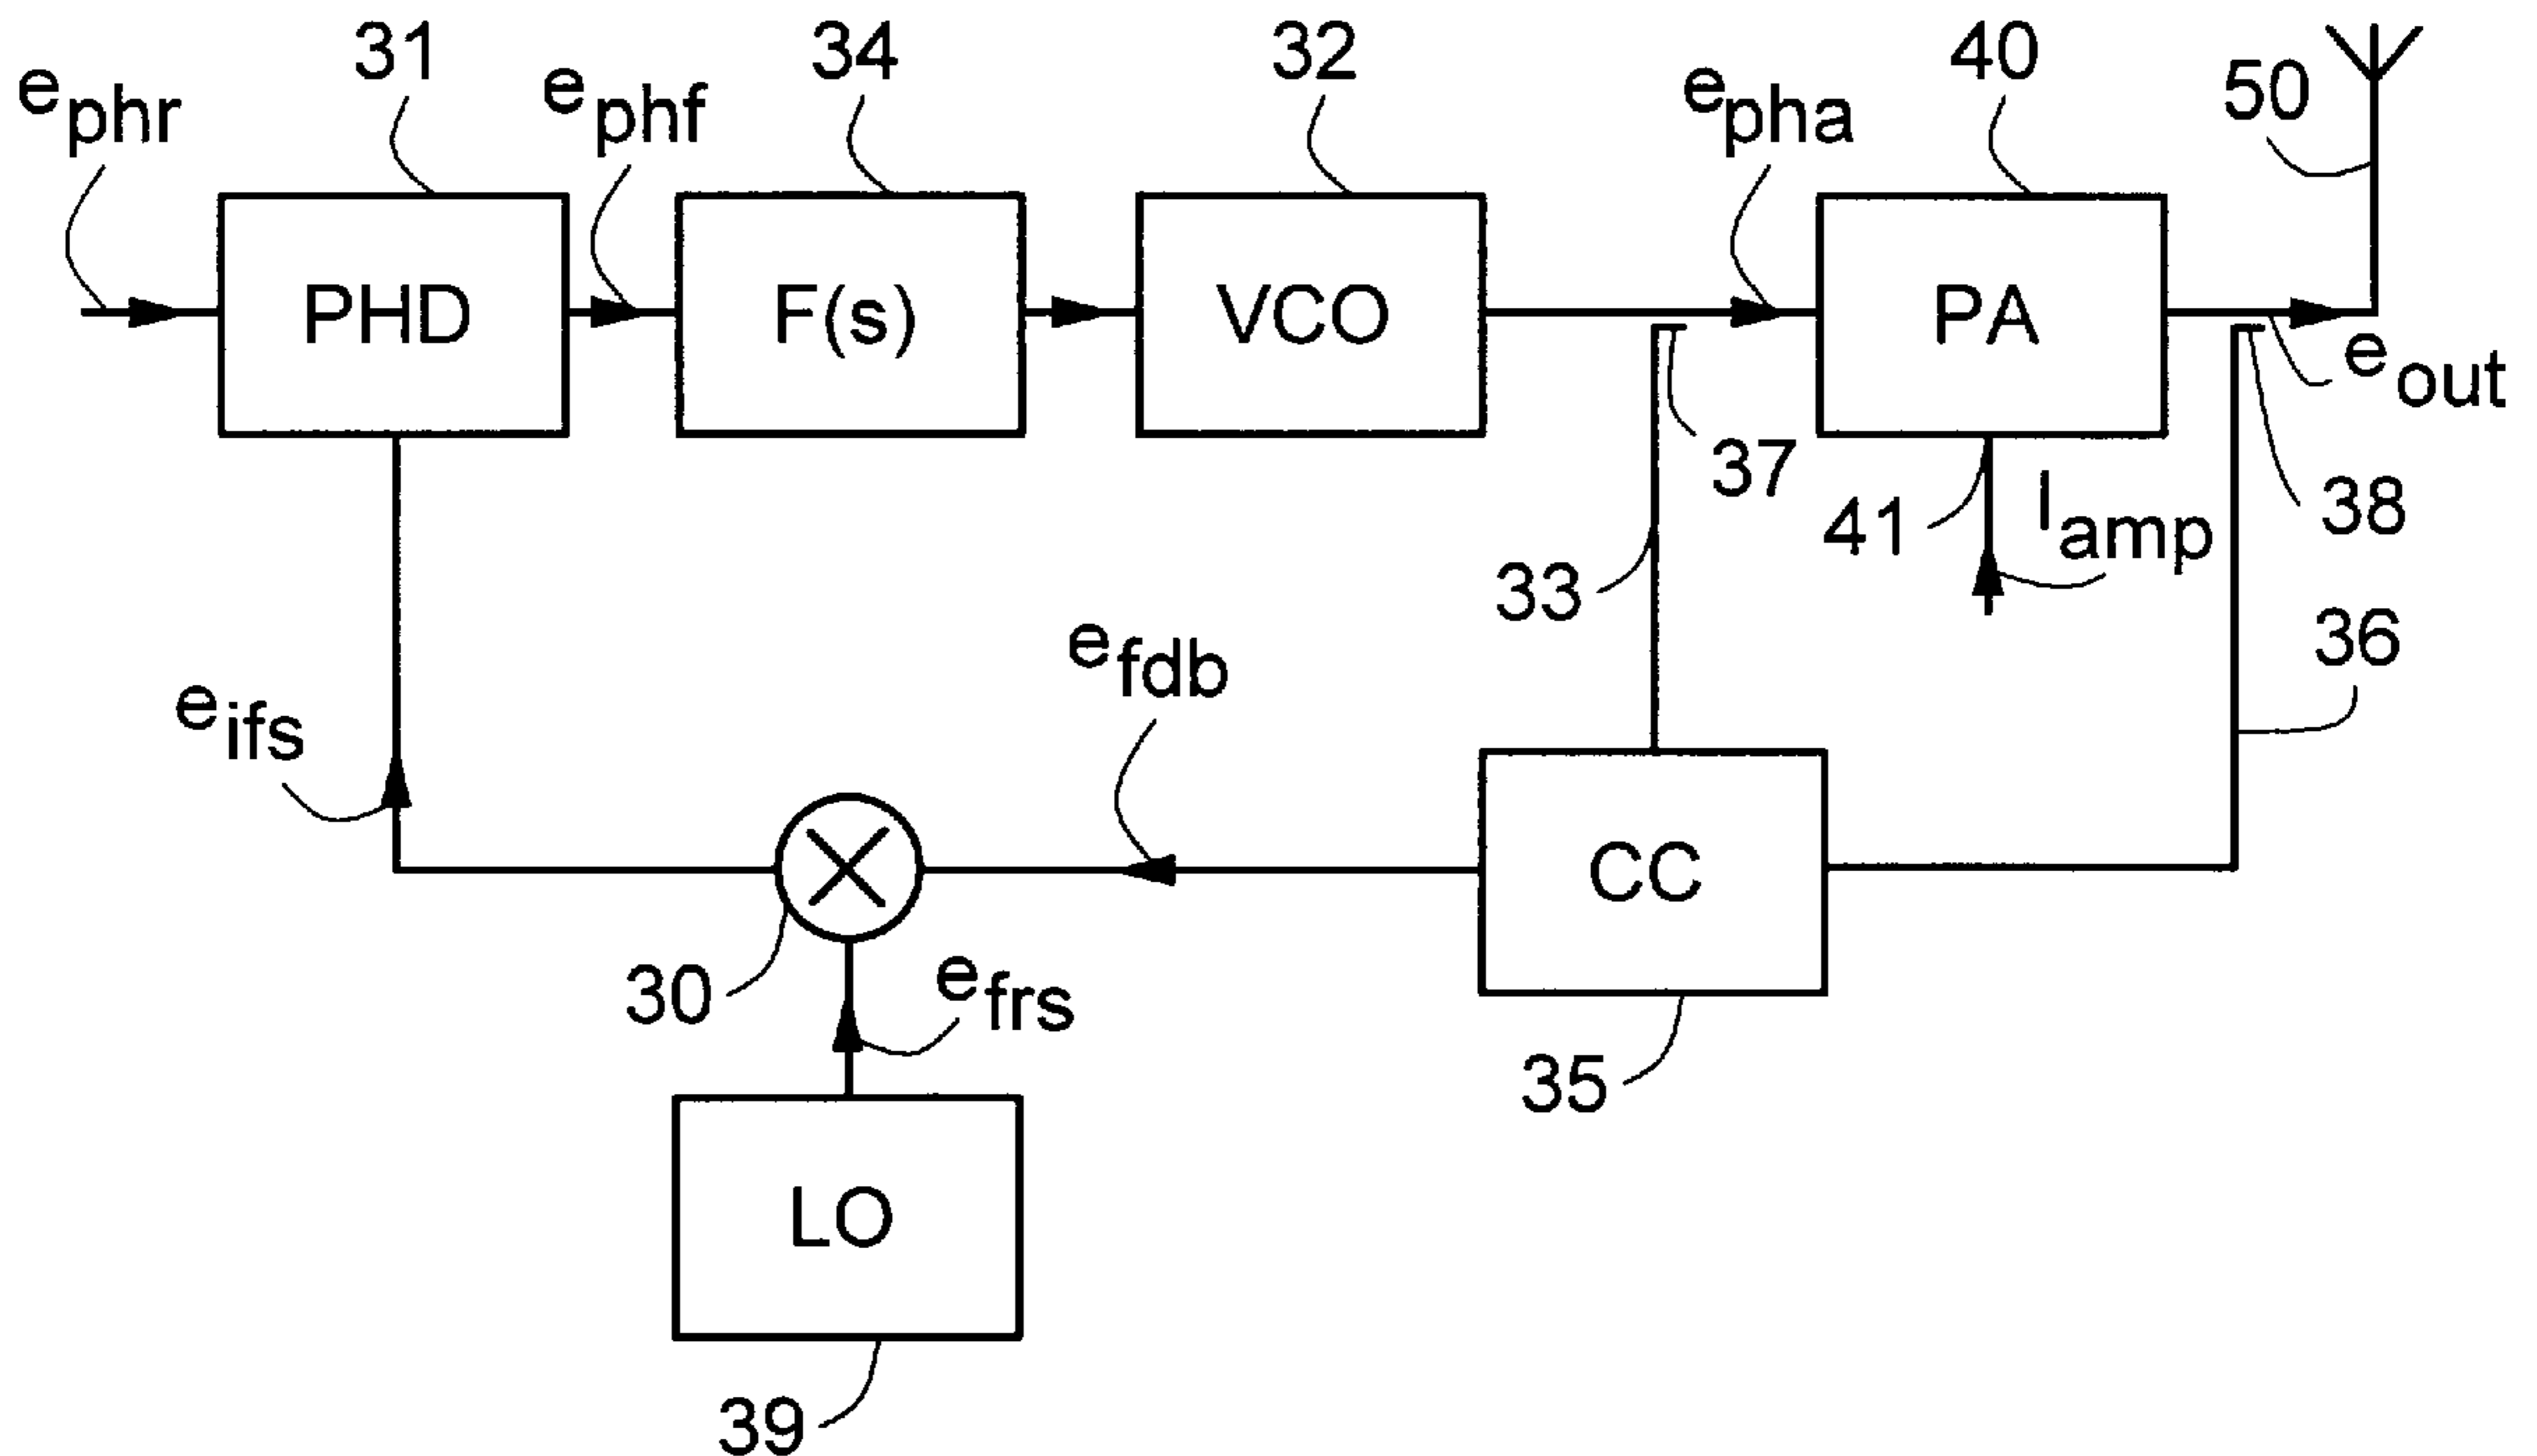 31 34 32 40 50
e_phr e_phf e_pha
PHD F(s) VCO PA
e_out
37 41 I_amp 38
33 36
e_fdb
e_ifs
CC
30 e_frs
35
LO
39